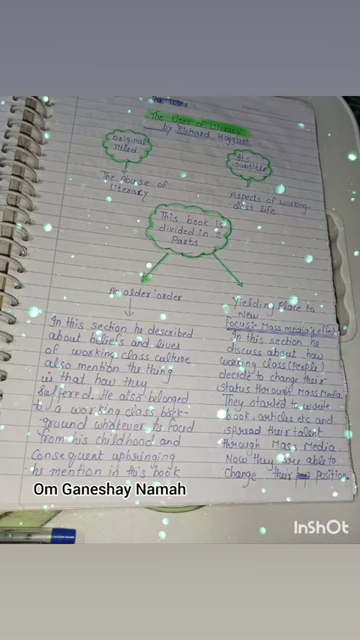 The Uses
The Uses of Literacy
by Richard Hoggart
Original
titled
The Abuse of
Literary
Its
Subtitle
Aspects of working-
class life
This book is
divided in 2
Parts
An older 'order'
In this section he described
about beliefs and lives
of working class culture
also mention the thing
is that how they
suffered. He also belonged
to a working class back-
ground whatever he faced
from his childhood and
Consequent upbringing
he mention in this book
Yielding Place to
New
Focus:- Mass media's effect
In this section he
discuss about how
working class (People)
decide to change their
Status through Mass Media
They started to write
book, articles etc and
spread their talent
through Mass Media
Now they are able to
Change their position
Om Ganeshay Namah
InShOt